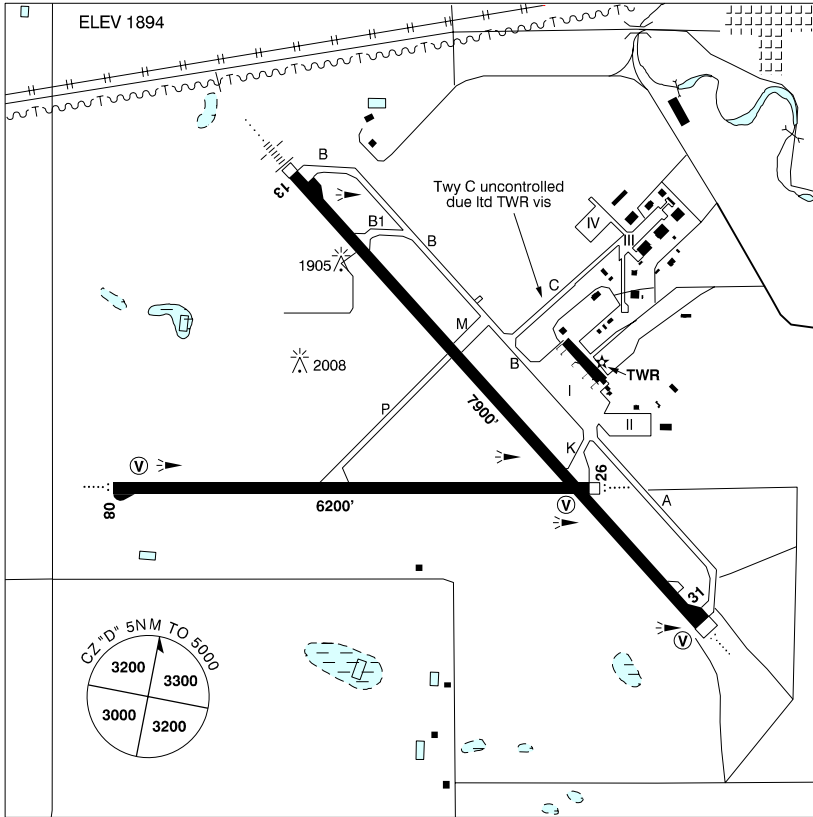 ELEV 1894
B
13
Twy C uncontrolled
due ltd TWR vis
B1
B
IV
III
1905
C
M
2008
B
TWR
I
P
7900'
II
K
V
26
08
6200'
V
A
31
V
CZ "D" 5NM TO 5000
3200
3300
3000
3200